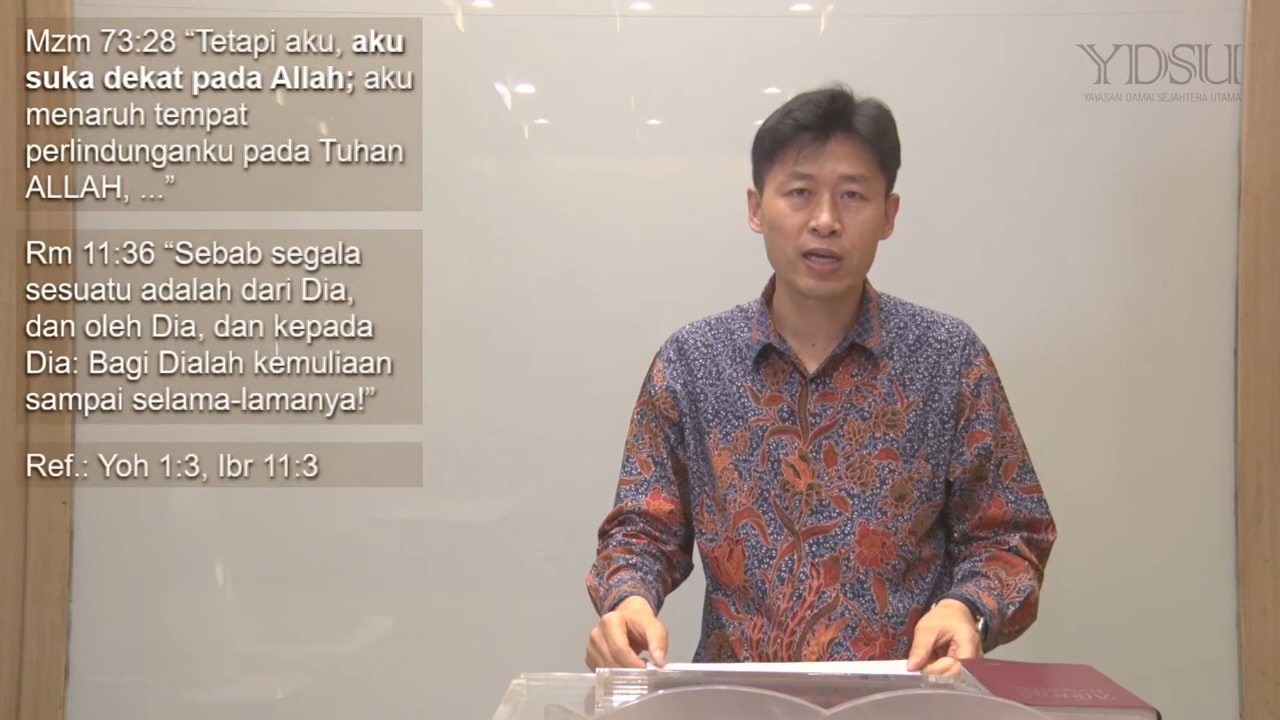 Mzm 73:28 “Tetapi aku, aku
suka dekat pada Allah; aku
menaruh tempat
perlindunganku pada Tuhan
ALLAH, ...”
Rm 11:36 “Sebab segala
sesuatu adalah dari Dia,
dan oleh Dia, dan kepada
Dia: Bagi Dialah kemuliaan
sampai selama-lamanya!”
Ref.: Yoh 1:3, Ibr 11:3
YDSU
YAYASAN DAMAI SEJAHTERA UTAMA